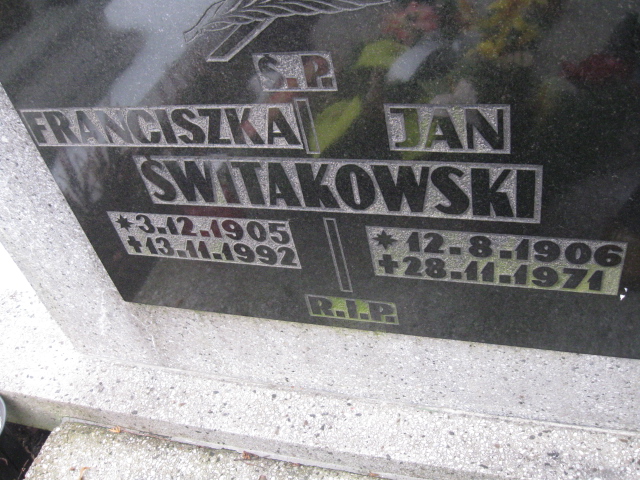 Ś.P.
FRANCISZKA JAN
ŚWITAKOWSKI
*3.12.1905 *12-8-1906
+13.11.1992 +28.11.1971
R.I.P.